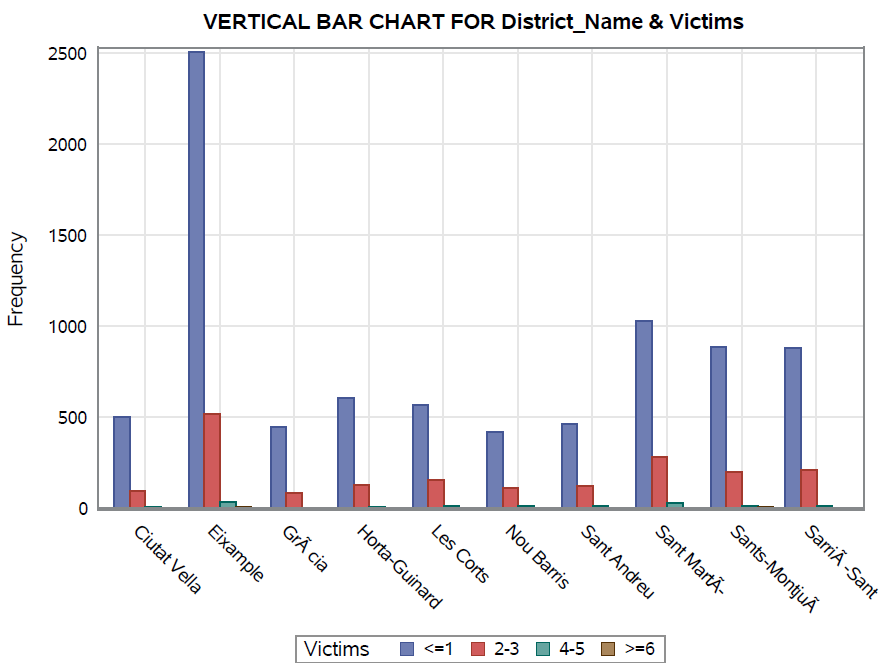 VERTICAL BAR CHART FOR District_Name & Victims
Frequency
2500
2000
1500
1000
500
0
Ciutat Vella
Eixample
GrÃ cia
Horta-Guinard
Les Corts
Nou Barris
Sant Andreu
Sant MartÃ-
Sants-MontjuÃ
SarriÃ -Sant
Victims <=1 2-3 4-5 >=6